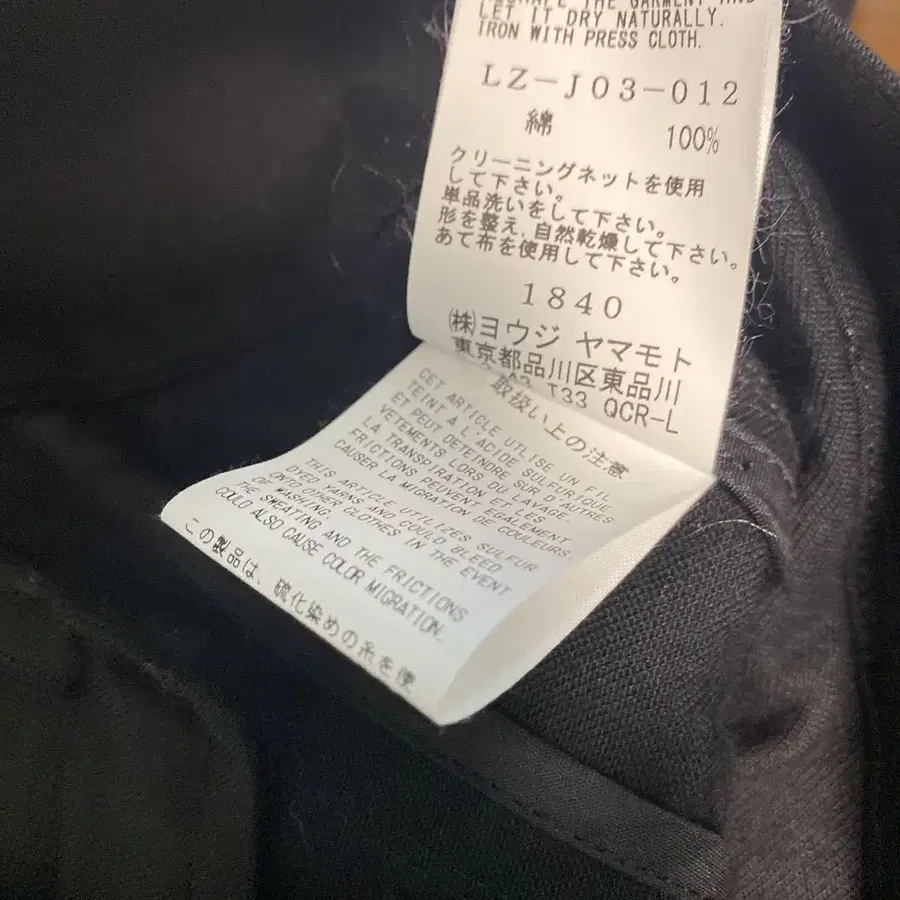 THE GARMENT AND
LET IT DRY NATURALLY.
IRON WITH PRESS CLOTH.
LZ-J03-012
綿 100%
クリーニングネットを使用
して下さい。
単品洗いをして下さい。
形を整え、自然乾燥して下さい。
あて布を使用して下さい。
1840
㈱ヨウジ ヤマモト
東京都品川区東品川
T33 QCR-L
取扱い上の注意
CET ARTICLE UTILISE UN FIL
TEINT A L'ACIDE SULFURIQUE
ET PEUT DETEINDRE SUR D'AUTRES
VETEMENTS LORS DU LAVAGE.
LA TRANSPIRATION ET LES
FRICTIONS PEUVENT EGALEMENT
CAUSER LA MIGRATION DE COULEURS.
THIS ARTICLE UTILIZES SULFUR
DYED YARNS AND COULD BLEED
ONTO OTHER CLOTHES IN THE EVENT
OF WASHING.
THE SWEATING AND THE FRICTIONS
COULD ALSO CAUSE COLOR MIGRATION.
この製品は、硫化染めの糸を使